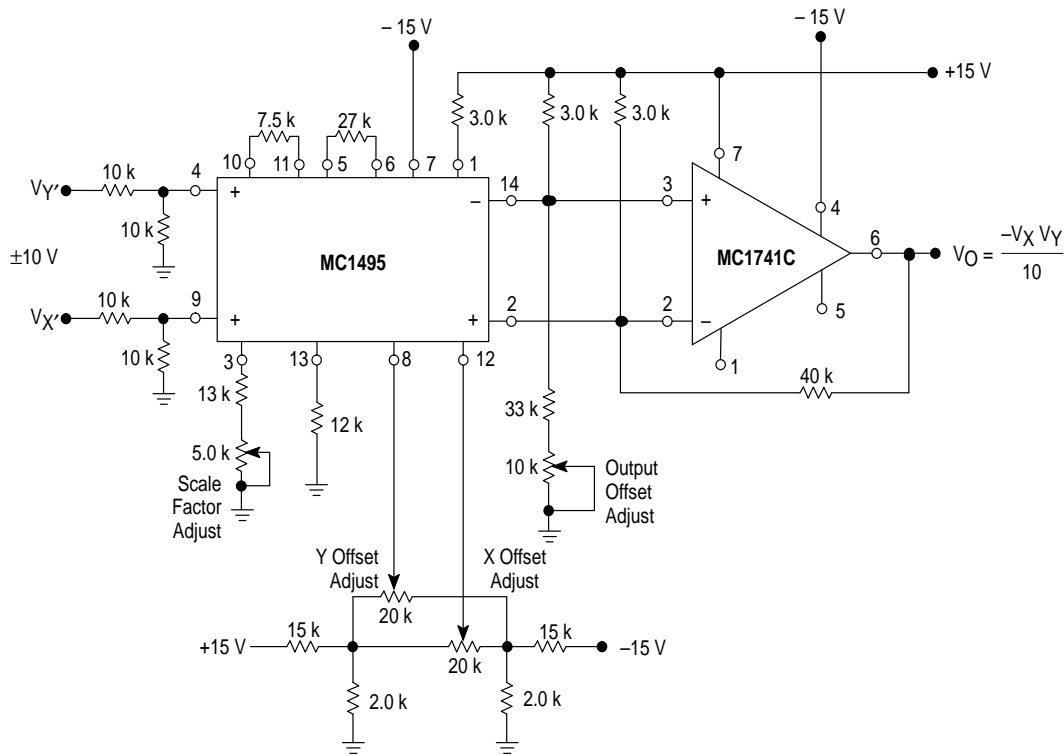 – 15 V
– 15 V
+15 V
3.0 k
3.0 k
3.0 k
7.5 k
27 k
10
11
5
6
7
1
7
4
VY′
10 k
4
+
–
14
3
+
10 k
±10 V
MC1495
MC1741C
6
VO = –VX VY
10
5
VX′
10 k
9
+
+
2
2
–
10 k
1
3
13
8
12
40 k
13 k
12 k
33 k
5.0 k
10 k
Scale
Factor
Adjust
Output
Offset
Adjust
Y Offset
Adjust
X Offset
Adjust
20 k
+15 V
15 k
20 k
15 k
–15 V
2.0 k
2.0 k